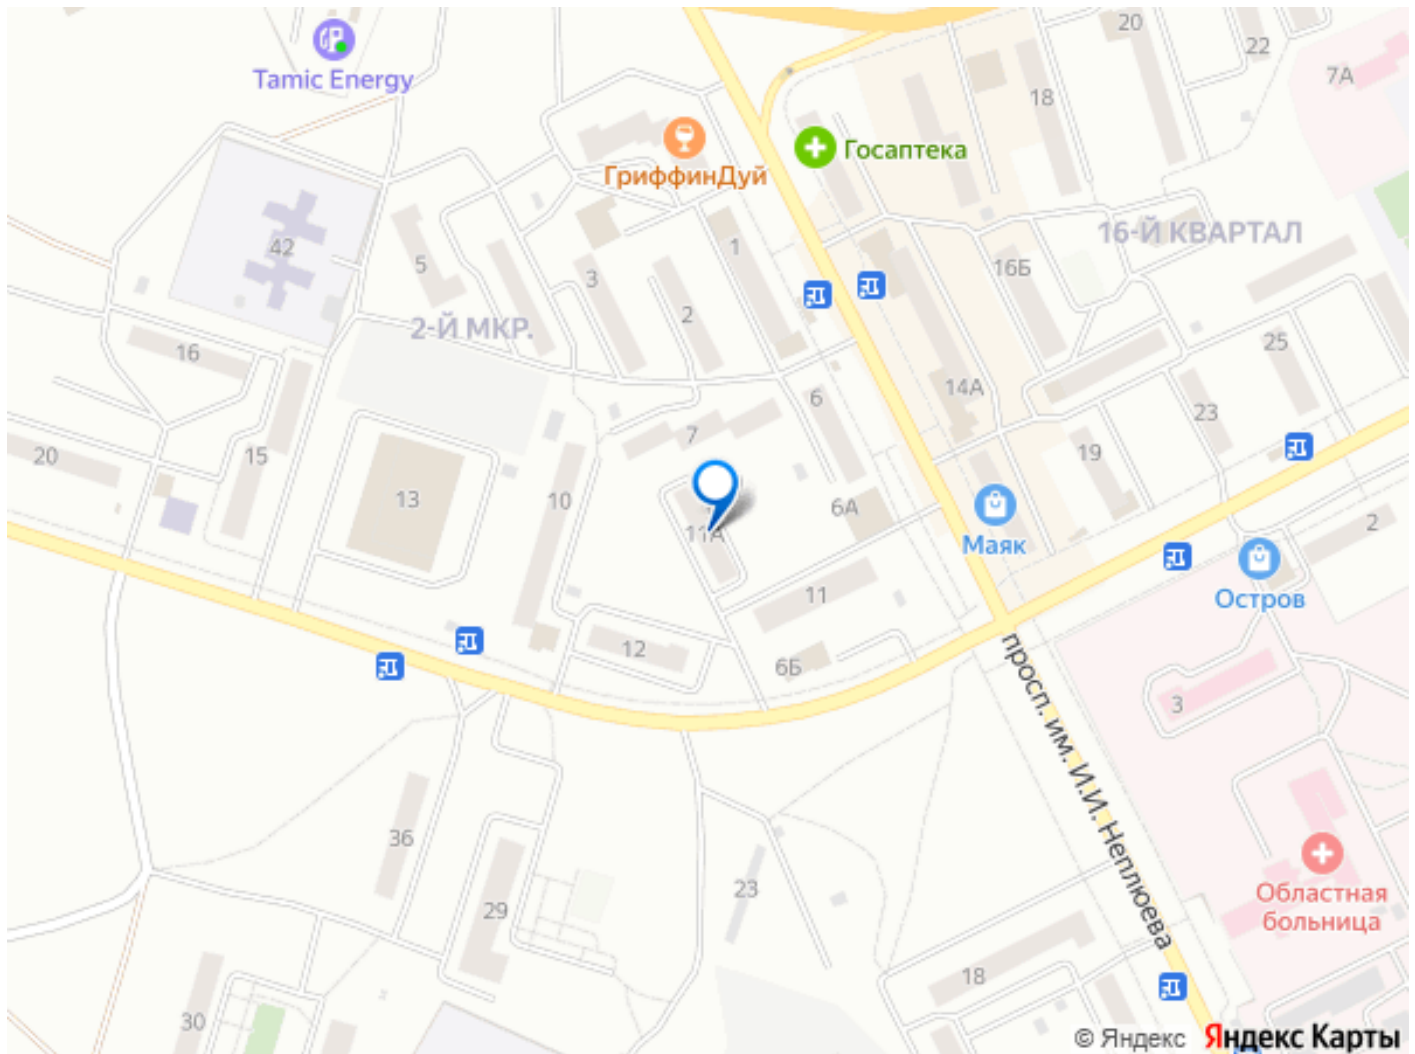 20
22
7А
Tamic Energy
18
Госаптека
ГриффинДуй
16-Й КВАРТАЛ
42
5
1
3
16Б
2
2-Й МКР.
16
25
14А
6
23
7
20
15
19
13
10
6А
11А
2
Маяк
11
Остров
12
6Б
3
просп. им. И.И. Неплюева
36
23
29
Областная
больница
18
30
© Яндекс Яндекс Карты